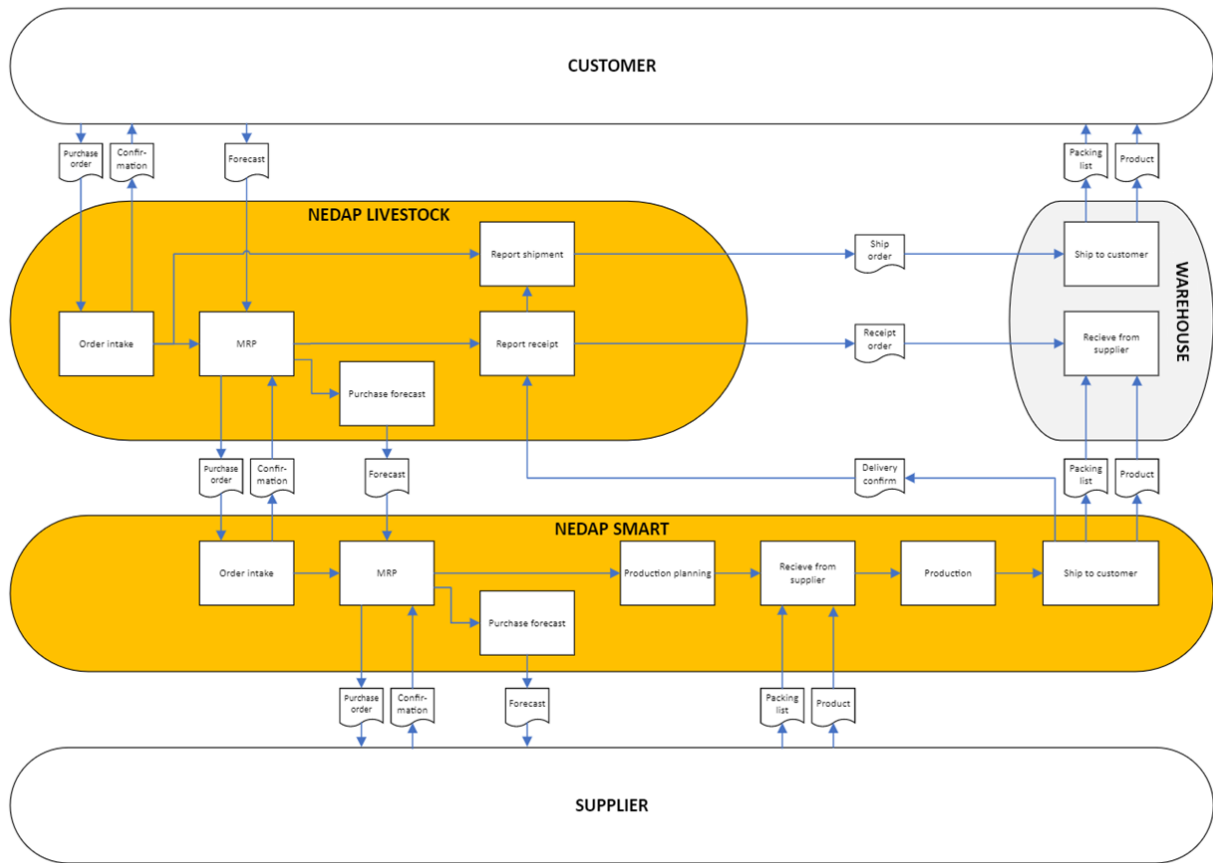 CUSTOMER
Purchase
order
Confir-
mation
Forecast
Packing
list
Product
NEDAP LIVESTOCK
Report shipment
Ship
order
Ship to customer
WAREHOUSE
Order intake
MRP
Report receipt
Receipt
order
Recieve from
supplier
Purchase forecast
Purchase
order
Confir-
mation
Forecast
Delivery
confirm
Packing
list
Product
NEDAP SMART
Order intake
MRP
Production planning
Recieve from
supplier
Production
Ship to customer
Purchase forecast
Purchase
order
Confir-
mation
Forecast
Packing
list
Product
SUPPLIER